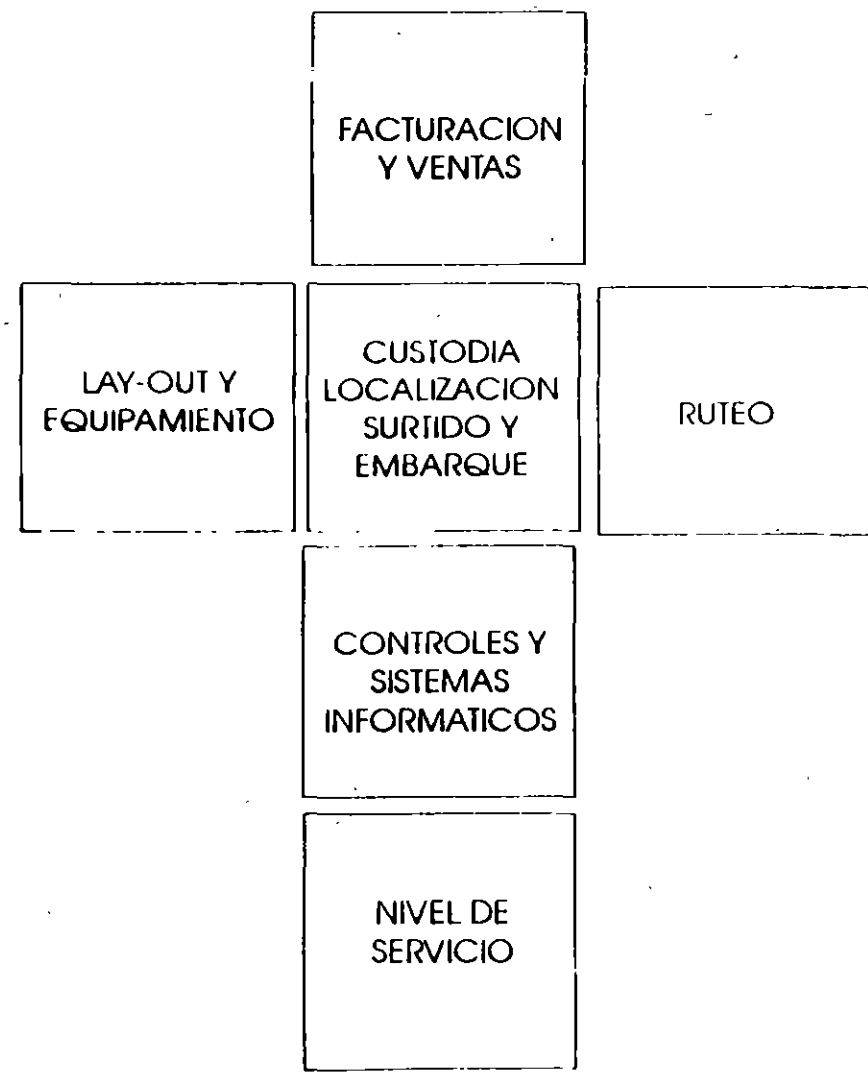 FACTURACION
Y VENTAS
LAY-OUT Y
EQUIPAMIENTO
CUSTODIA
LOCALIZACION
SURTIDO Y
EMBARQUE
RUTEO
CONTROLES Y
SISTEMAS
INFORMATICOS
NIVEL DE
SERVICIO